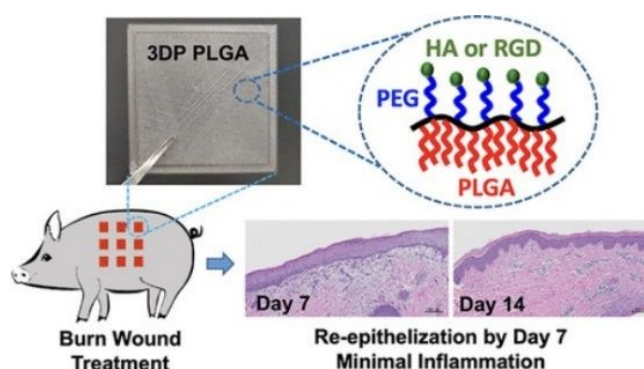 3DP PLGA
HA or RGD
PEG
PLGA
Day 7
Day 14
Burn Wound
Treatment
Re-epithelization by Day 7
Minimal Inflammation